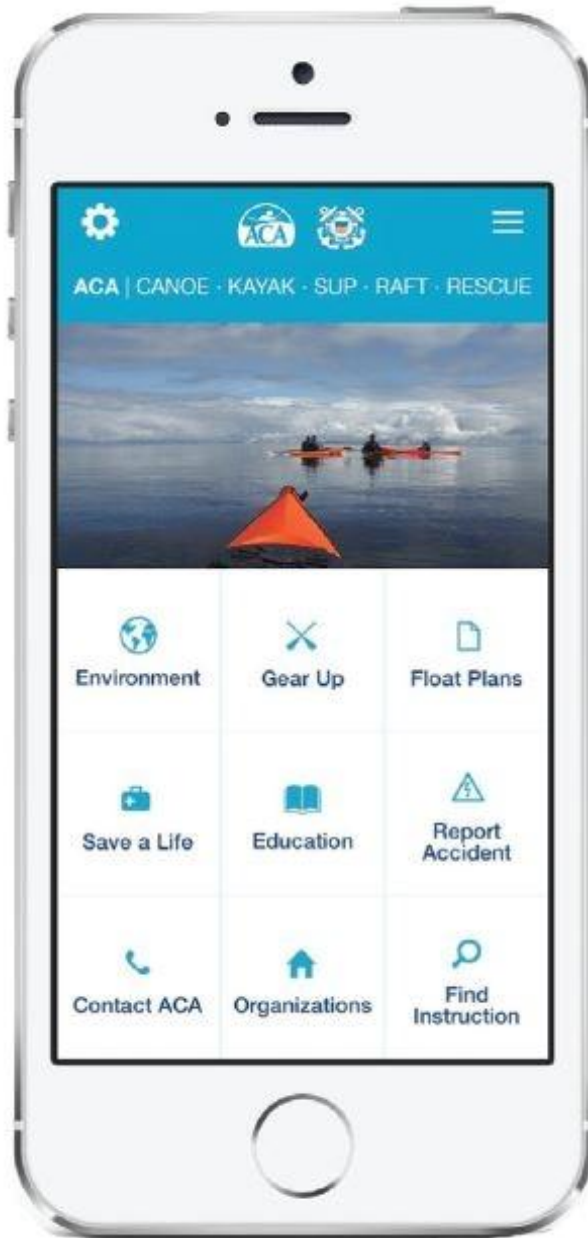 ACA
ACA | CANOE · KAYAK · SUP · RAFT · RESCUE
Environment
Gear Up
Float Plans
Save a Life
Education
Report
Accident
Contact ACA
Organizations
Find
Instruction